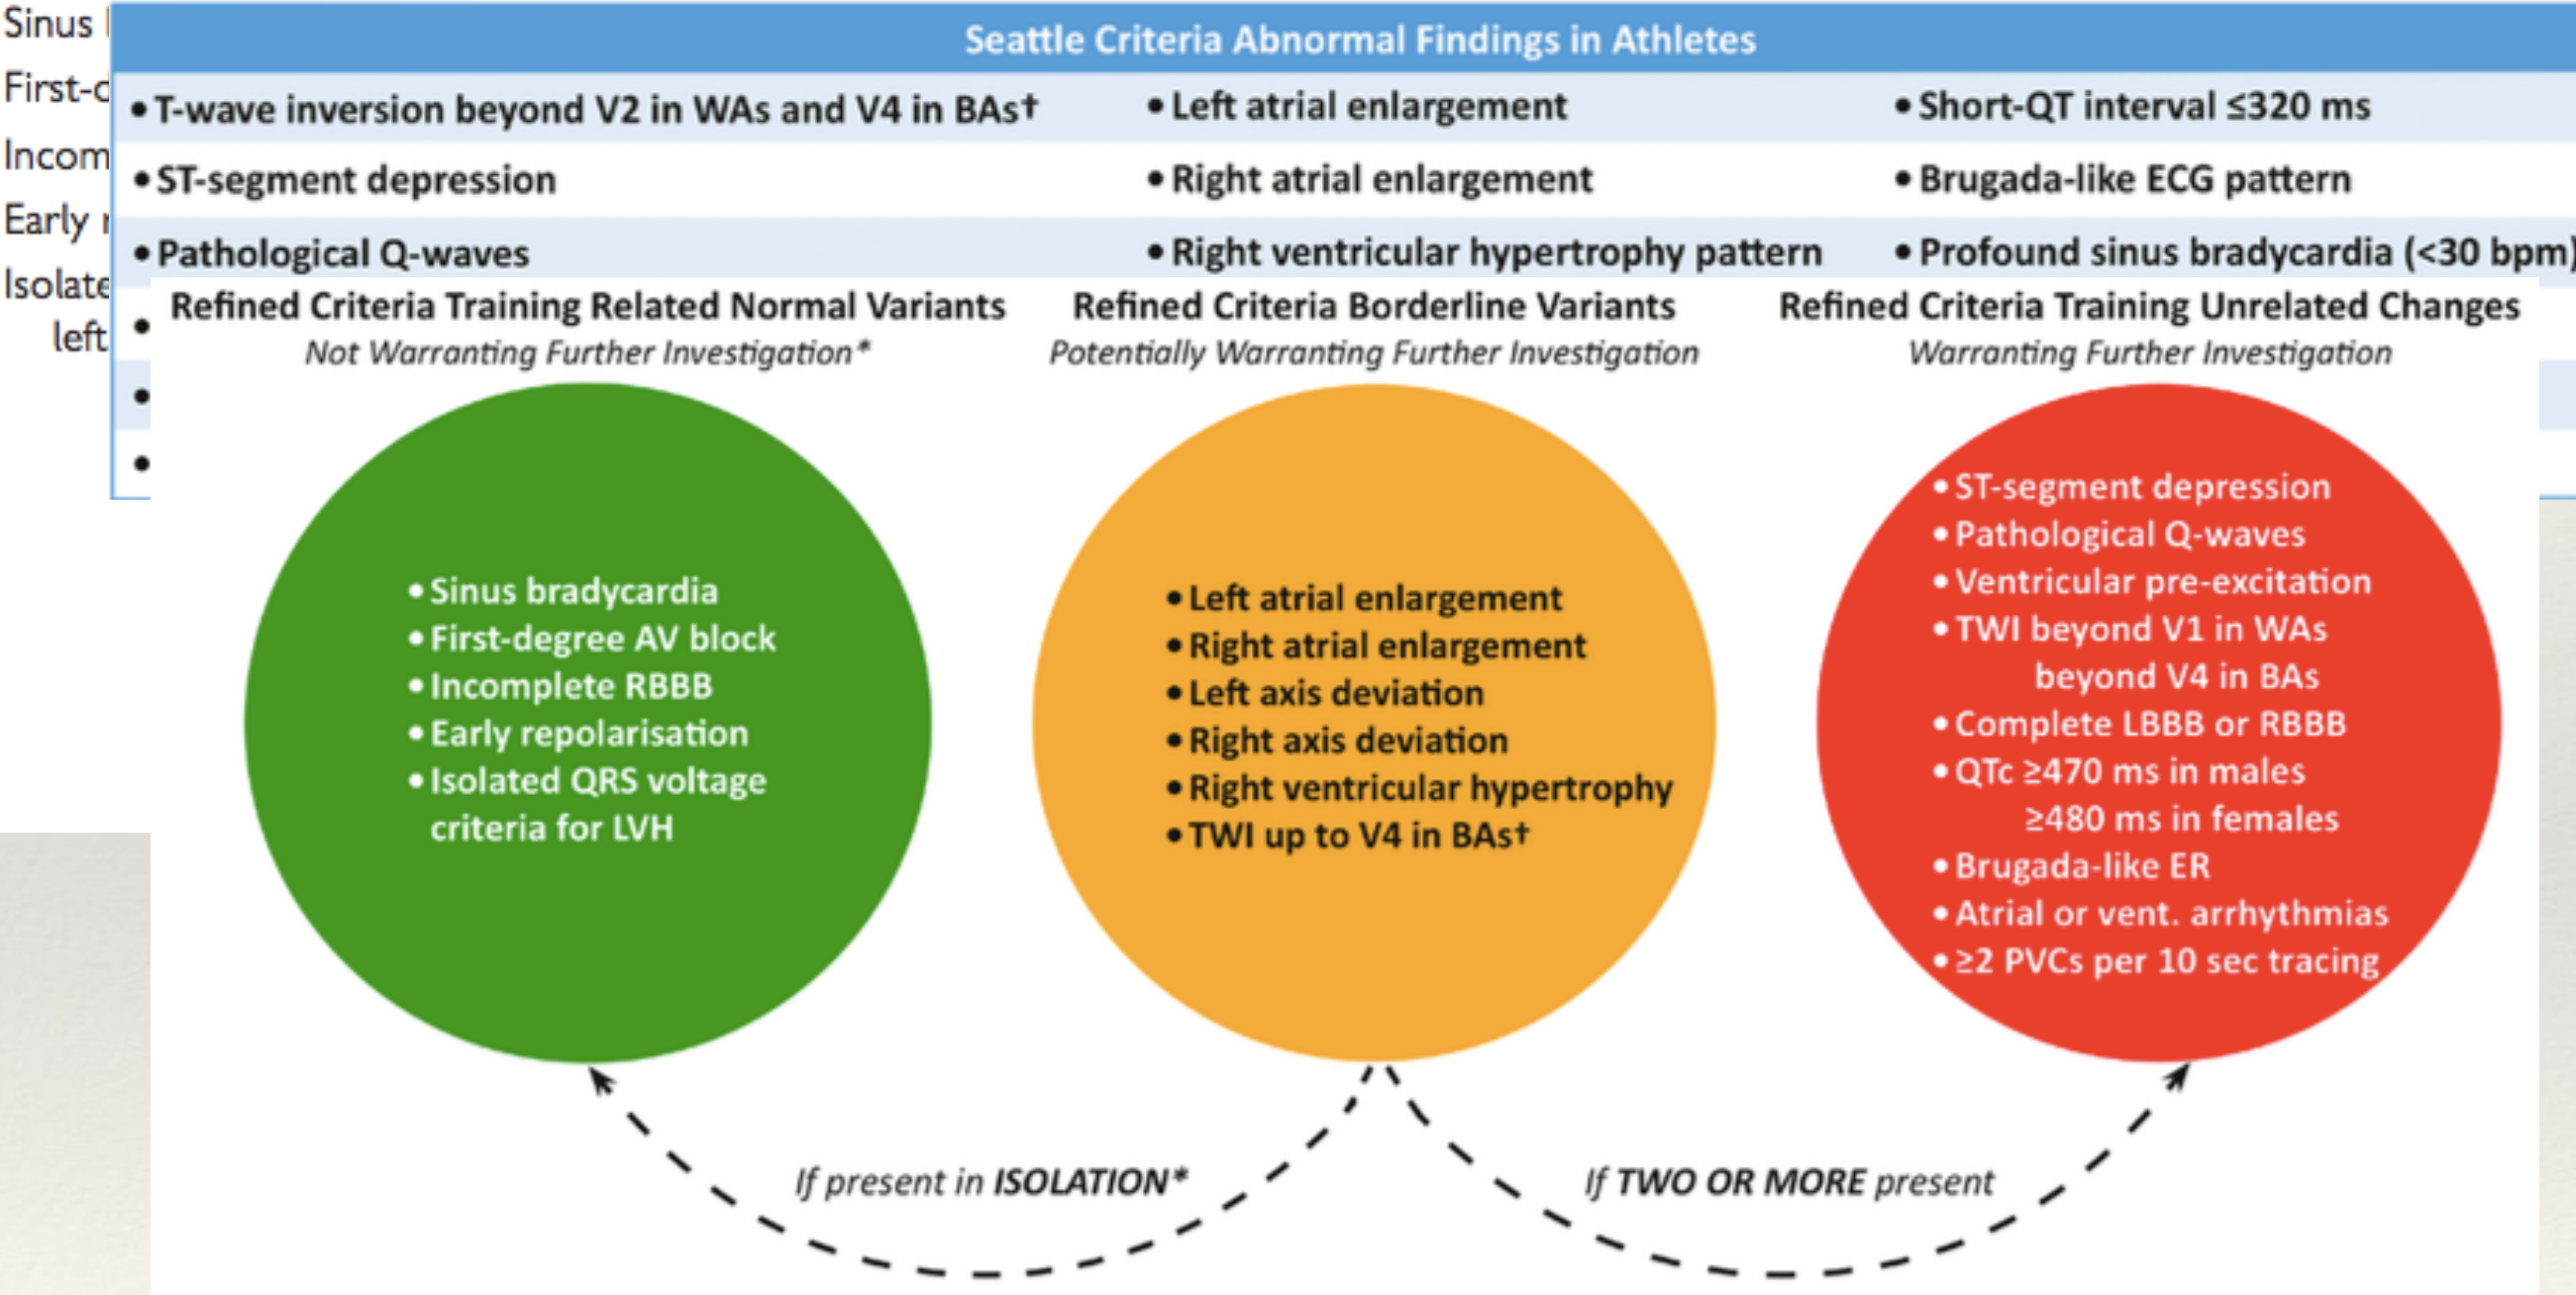 Sinus
First-
Incom
Early
Isolate
left
Seattle Criteria Abnormal Findings in Athletes
• T-wave inversion beyond V2 in WAs and V4 in BAs†
• Left atrial enlargement
• Short-QT interval ≤320 ms
• ST-segment depression
• Right atrial enlargement
• Brugada-like ECG pattern
• Pathological Q-waves
• Right ventricular hypertrophy pattern
• Profound sinus bradycardia (<30 bpm)
Refined Criteria Training Related Normal Variants
Not Warranting Further Investigation*
• Sinus bradycardia
• First-degree AV block
• Incomplete RBBB
• Early repolarisation
• Isolated QRS voltage
criteria for LVH
Refined Criteria Borderline Variants
Potentially Warranting Further Investigation
• Left atrial enlargement
• Right atrial enlargement
• Left axis deviation
• Right axis deviation
• Right ventricular hypertrophy
• TWI up to V4 in BAs†
Refined Criteria Training Unrelated Changes
Warranting Further Investigation
• ST-segment depression
• Pathological Q-waves
• Ventricular pre-excitation
• TWI beyond V1 in WAs
beyond V4 in BAs
• Complete LBBB or RBBB
• QTc ≥470 ms in males
≥480 ms in females
• Brugada-like ER
• Atrial or vent. arrhythmias
• ≥2 PVCs per 10 sec tracing
If present in ISOLATION*
If TWO OR MORE present